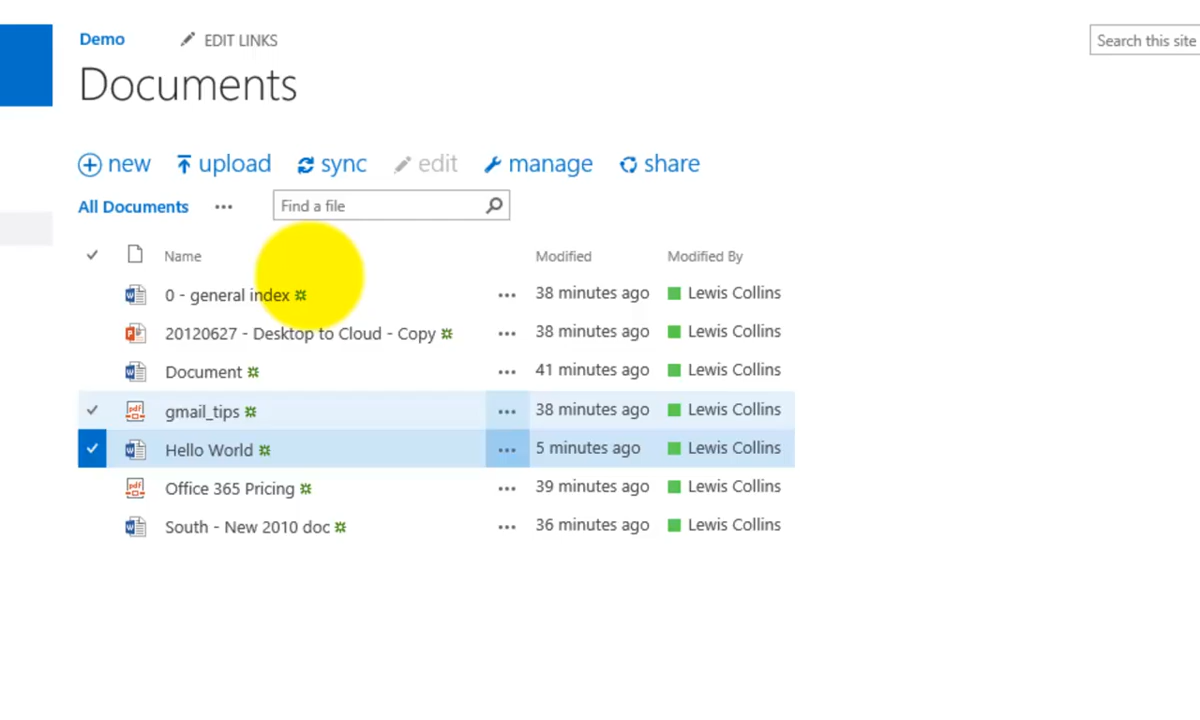 Demo EDIT LINKS Search this site
Documents
new upload sync edit manage share
All Documents ••• Find a file
Name Modified Modified By
0 - general index ••• 38 minutes ago Lewis Collins
20120627 - Desktop to Cloud - Copy ••• 38 minutes ago Lewis Collins
Document ••• 41 minutes ago Lewis Collins
gmail_tips ••• 38 minutes ago Lewis Collins
Hello World ••• 5 minutes ago Lewis Collins
Office 365 Pricing ••• 39 minutes ago Lewis Collins
South - New 2010 doc ••• 36 minutes ago Lewis Collins